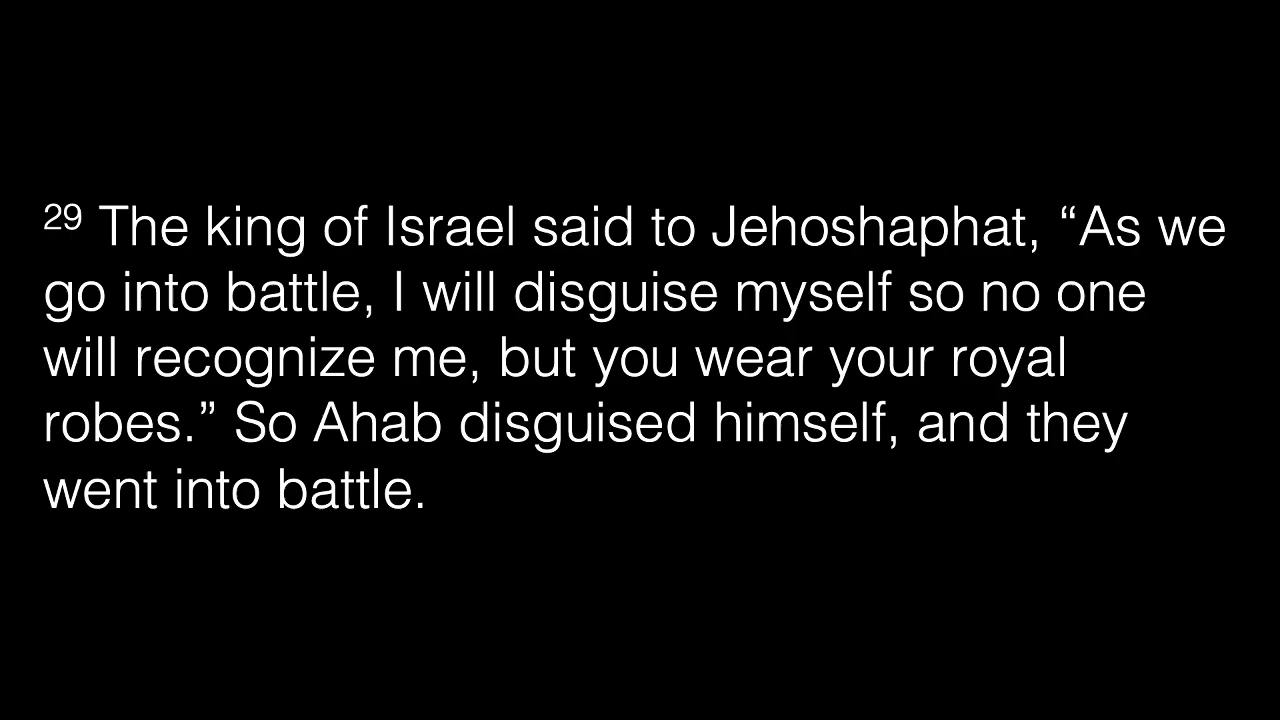 29 The king of Israel said to Jehoshaphat, “As we
go into battle, I will disguise myself so no one
will recognize me, but you wear your royal
robes.” So Ahab disguised himself, and they
went into battle.